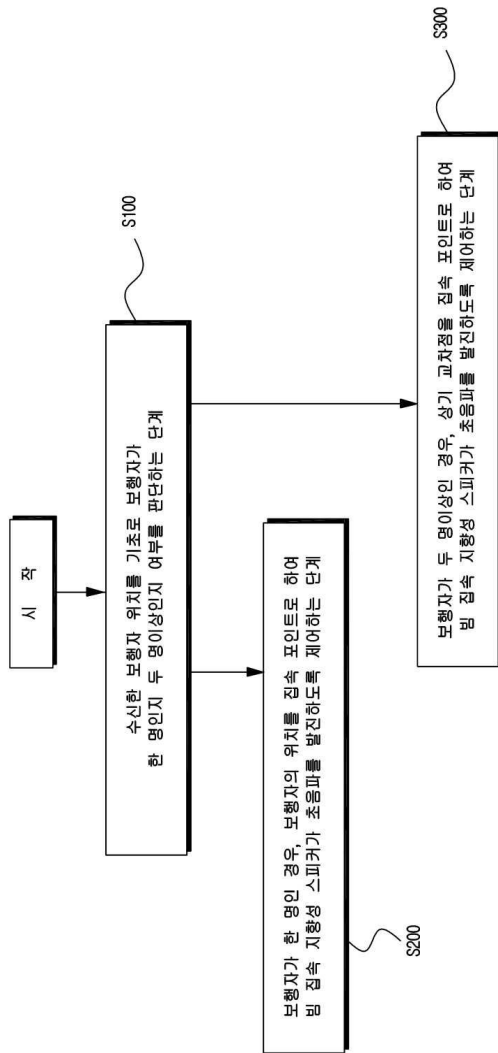 시 작
수신한 보행자 위치를 기초로 보행자가
한 명인지 두 명이상인지 여부를 판단하는 단계
S100
보행자가 한 명인 경우, 보행자의 위치를 집속 포인트로 하여
빔 집속 지향성 스피커가 초음파를 발진하도록 제어하는 단계
S200
보행자가 두 명이상인 경우, 상기 교차점을 집속 포인트로 하여
빔 집속 지향성 스피커가 초음파를 발진하도록 제어하는 단계
S300